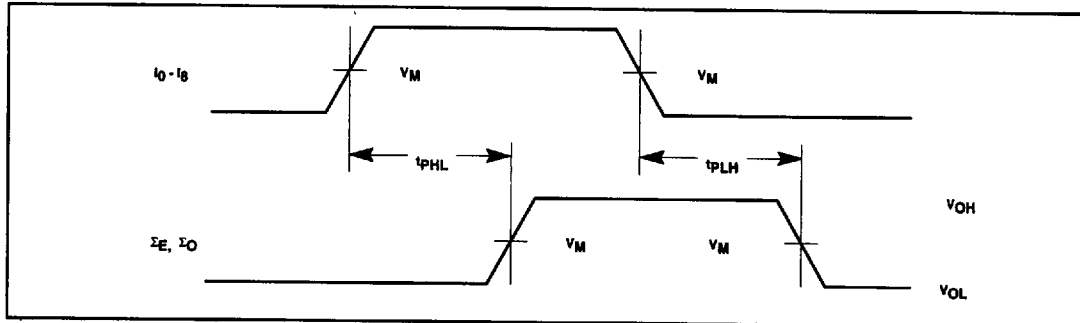 I0 - I8
VM
VM
tPHL
tPLH
VOH
ΣE, ΣO
VM
VM
VOL